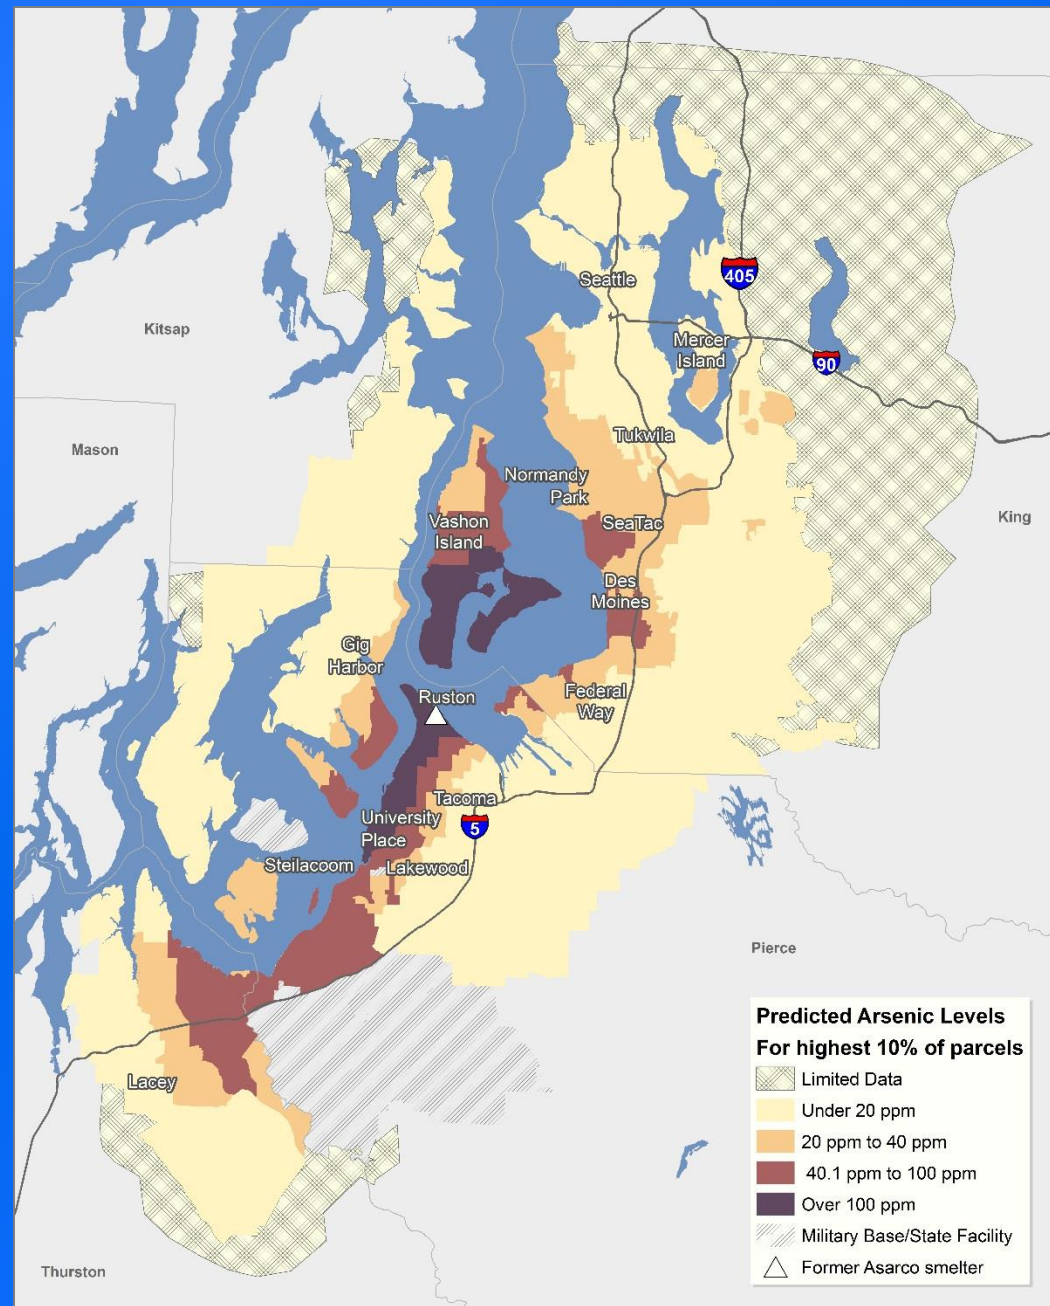 405
Seattle
Kitsap
Mercer
Island
90
Tukwila
Mason
Normandy
Park
King
Vashon
Island
SeaTac
Des
Moines
Gig
Harbor
Ruston
Federal
Way
Tacoma
University
Place
5
Steilacoom
Lakewood
Pierce
Lacey
Thurston
Predicted Arsenic Levels
For highest 10% of parcels
Limited Data
Under 20 ppm
20 ppm to 40 ppm
40.1 ppm to 100 ppm
Over 100 ppm
Military Base/State Facility
Former Asarco smelter